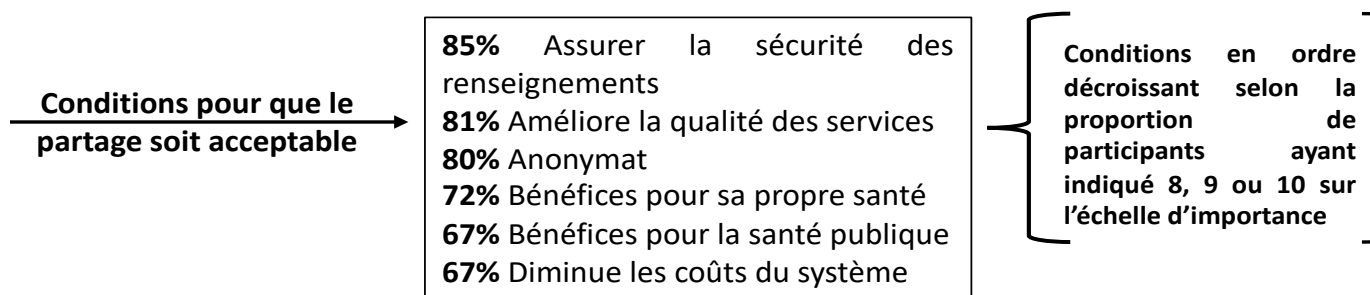 Conditions pour que le
partage soit acceptable
85% Assurer la sécurité des
renseignements
81% Améliore la qualité des services
80% Anonymat
72% Bénéfices pour sa propre santé
67% Bénéfices pour la santé publique
67% Diminue les coûts du système
Conditions en ordre
décroissant selon la
proportion de
participants ayant
indiqué 8, 9 ou 10 sur
l’échelle d’importance